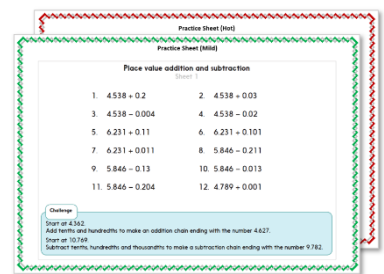 Practice Sheet (Hot)
Practice Sheet (Mild)
Place value addition and subtraction
Sheet 1
1. 4.538 + 0.2 2. 4.538 + 0.03
3. 4.538 – 0.004 4. 4.538 – 0.02
5. 6.231 + 0.11 6. 6.231 + 0.101
7. 6.231 + 0.011 8. 5.846 – 0.211
9. 5.846 – 0.13 10. 5.846 – 0.013
11. 5.846 – 0.204 12. 4.789 + 0.001
Challenge
Start at 4.362.
Add tenths and hundredths to make an addition chain ending with the number 4.627.
Start at 10.769.
Subtract tenths, hundredths and thousandths to make a subtraction chain ending with the number 9.782.